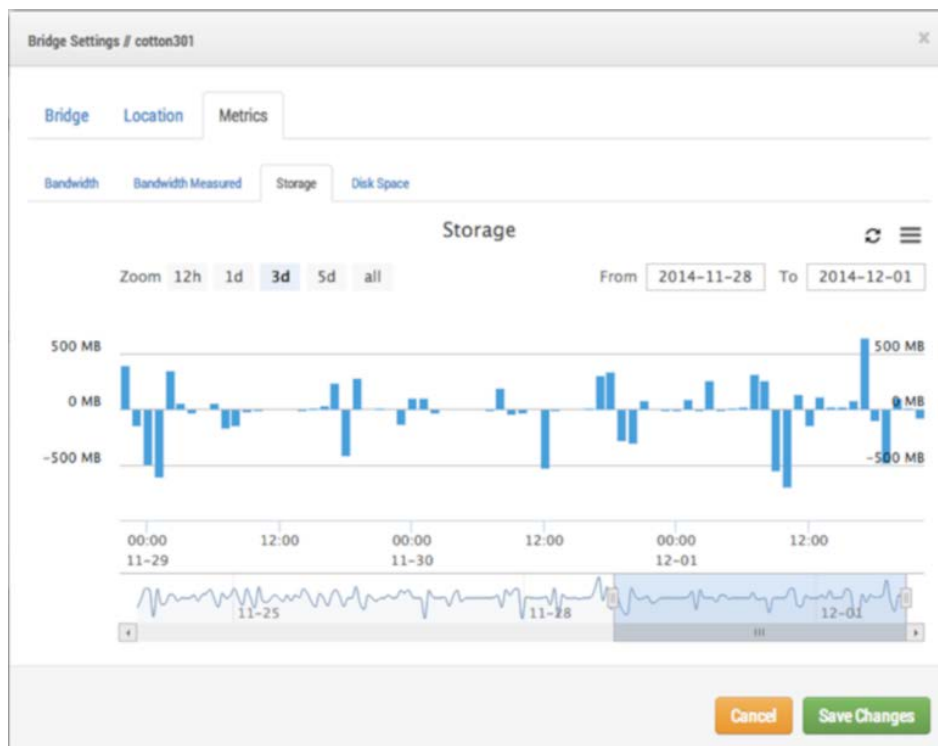 Bridge Settings // cotton301 ×
Bridge Location Metrics
Bandwidth Bandwidth Measured Storage Disk Space
Storage
Zoom 12h 1d 3d 5d all From 2014-11-28 To 2014-12-01
500 MB 500 MB
0 MB 0 MB
-500 MB -500 MB
00:00 12:00 00:00 12:00 00:00 12:00
11-29 11-30 12-01
11-25 11-28 12-01
Cancel Save Changes